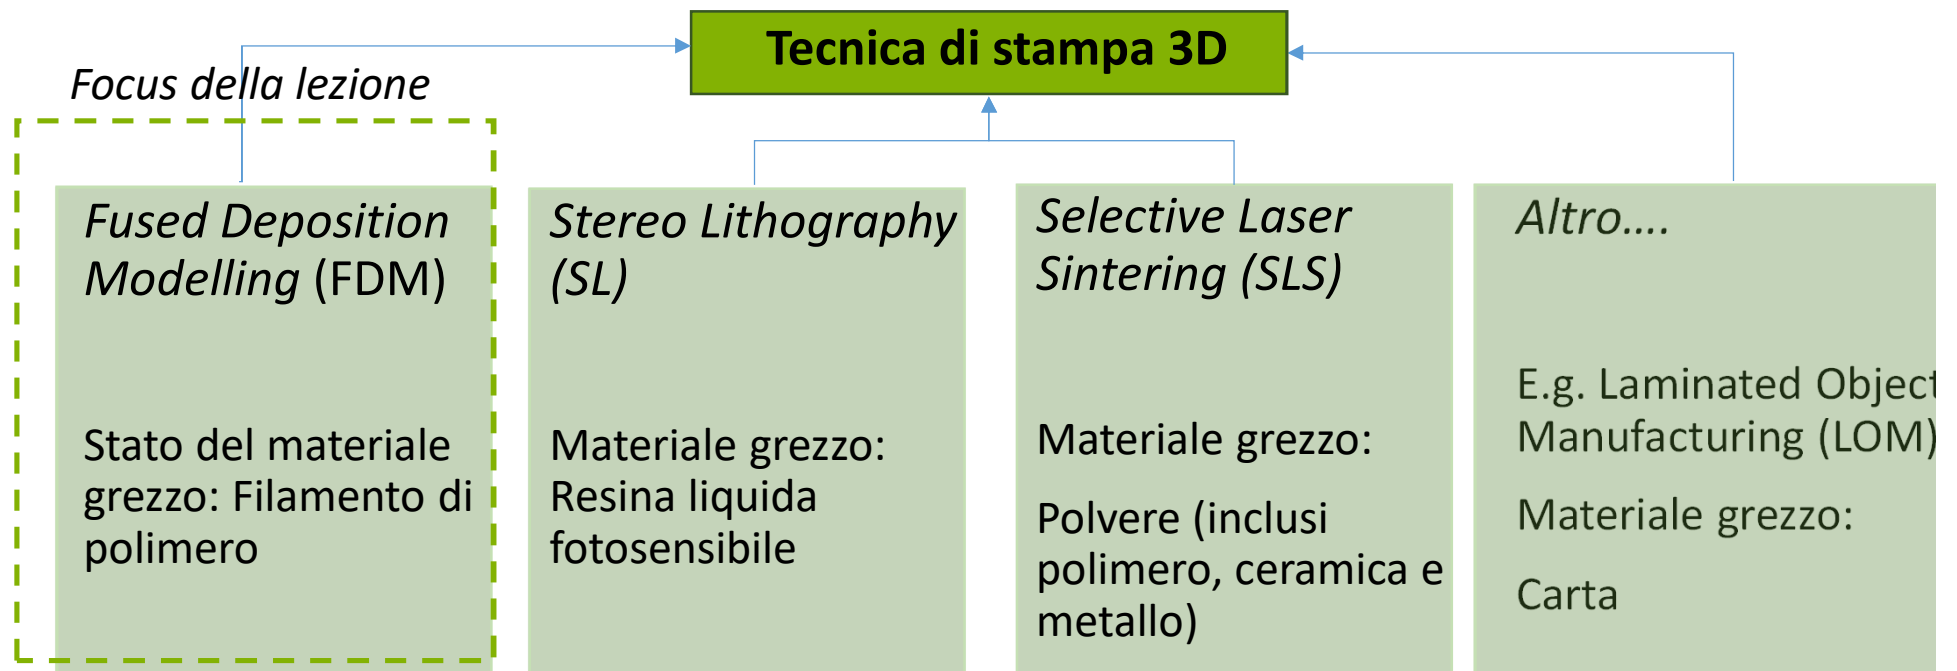 Tecnica di stampa 3D
Focus della lezione
Fused Deposition
Modelling (FDM)
Stato del materiale
grezzo: Filamento di
polimero
Stereo Lithography
(SL)
Materiale grezzo:
Resina liquida
fotosensibile
Selective Laser
Sintering (SLS)
Materiale grezzo:
Polvere (inclusi
polimero, ceramica e
metallo)
Altro....
E.g. Laminated Object
Manufacturing (LOM)
Materiale grezzo:
Carta